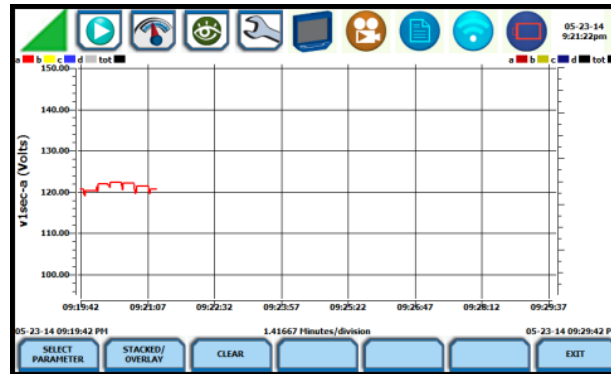 05-23-14
9:21:22pm
a b c d tot
a b c d tot
150.00
140.00
130.00
120.00
110.00
100.00
v1sec-a (Volts)
09:19:42 09:21:07 09:22:32 09:23:57 09:25:22 09:26:47 09:28:12 09:29:37
05-23-14 09:19:42 PM 1.41667 Minutes/division 05-23-14 09:29:42 P
SELECT PARAMETER STACKED/ OVERLAY CLEAR EXIT